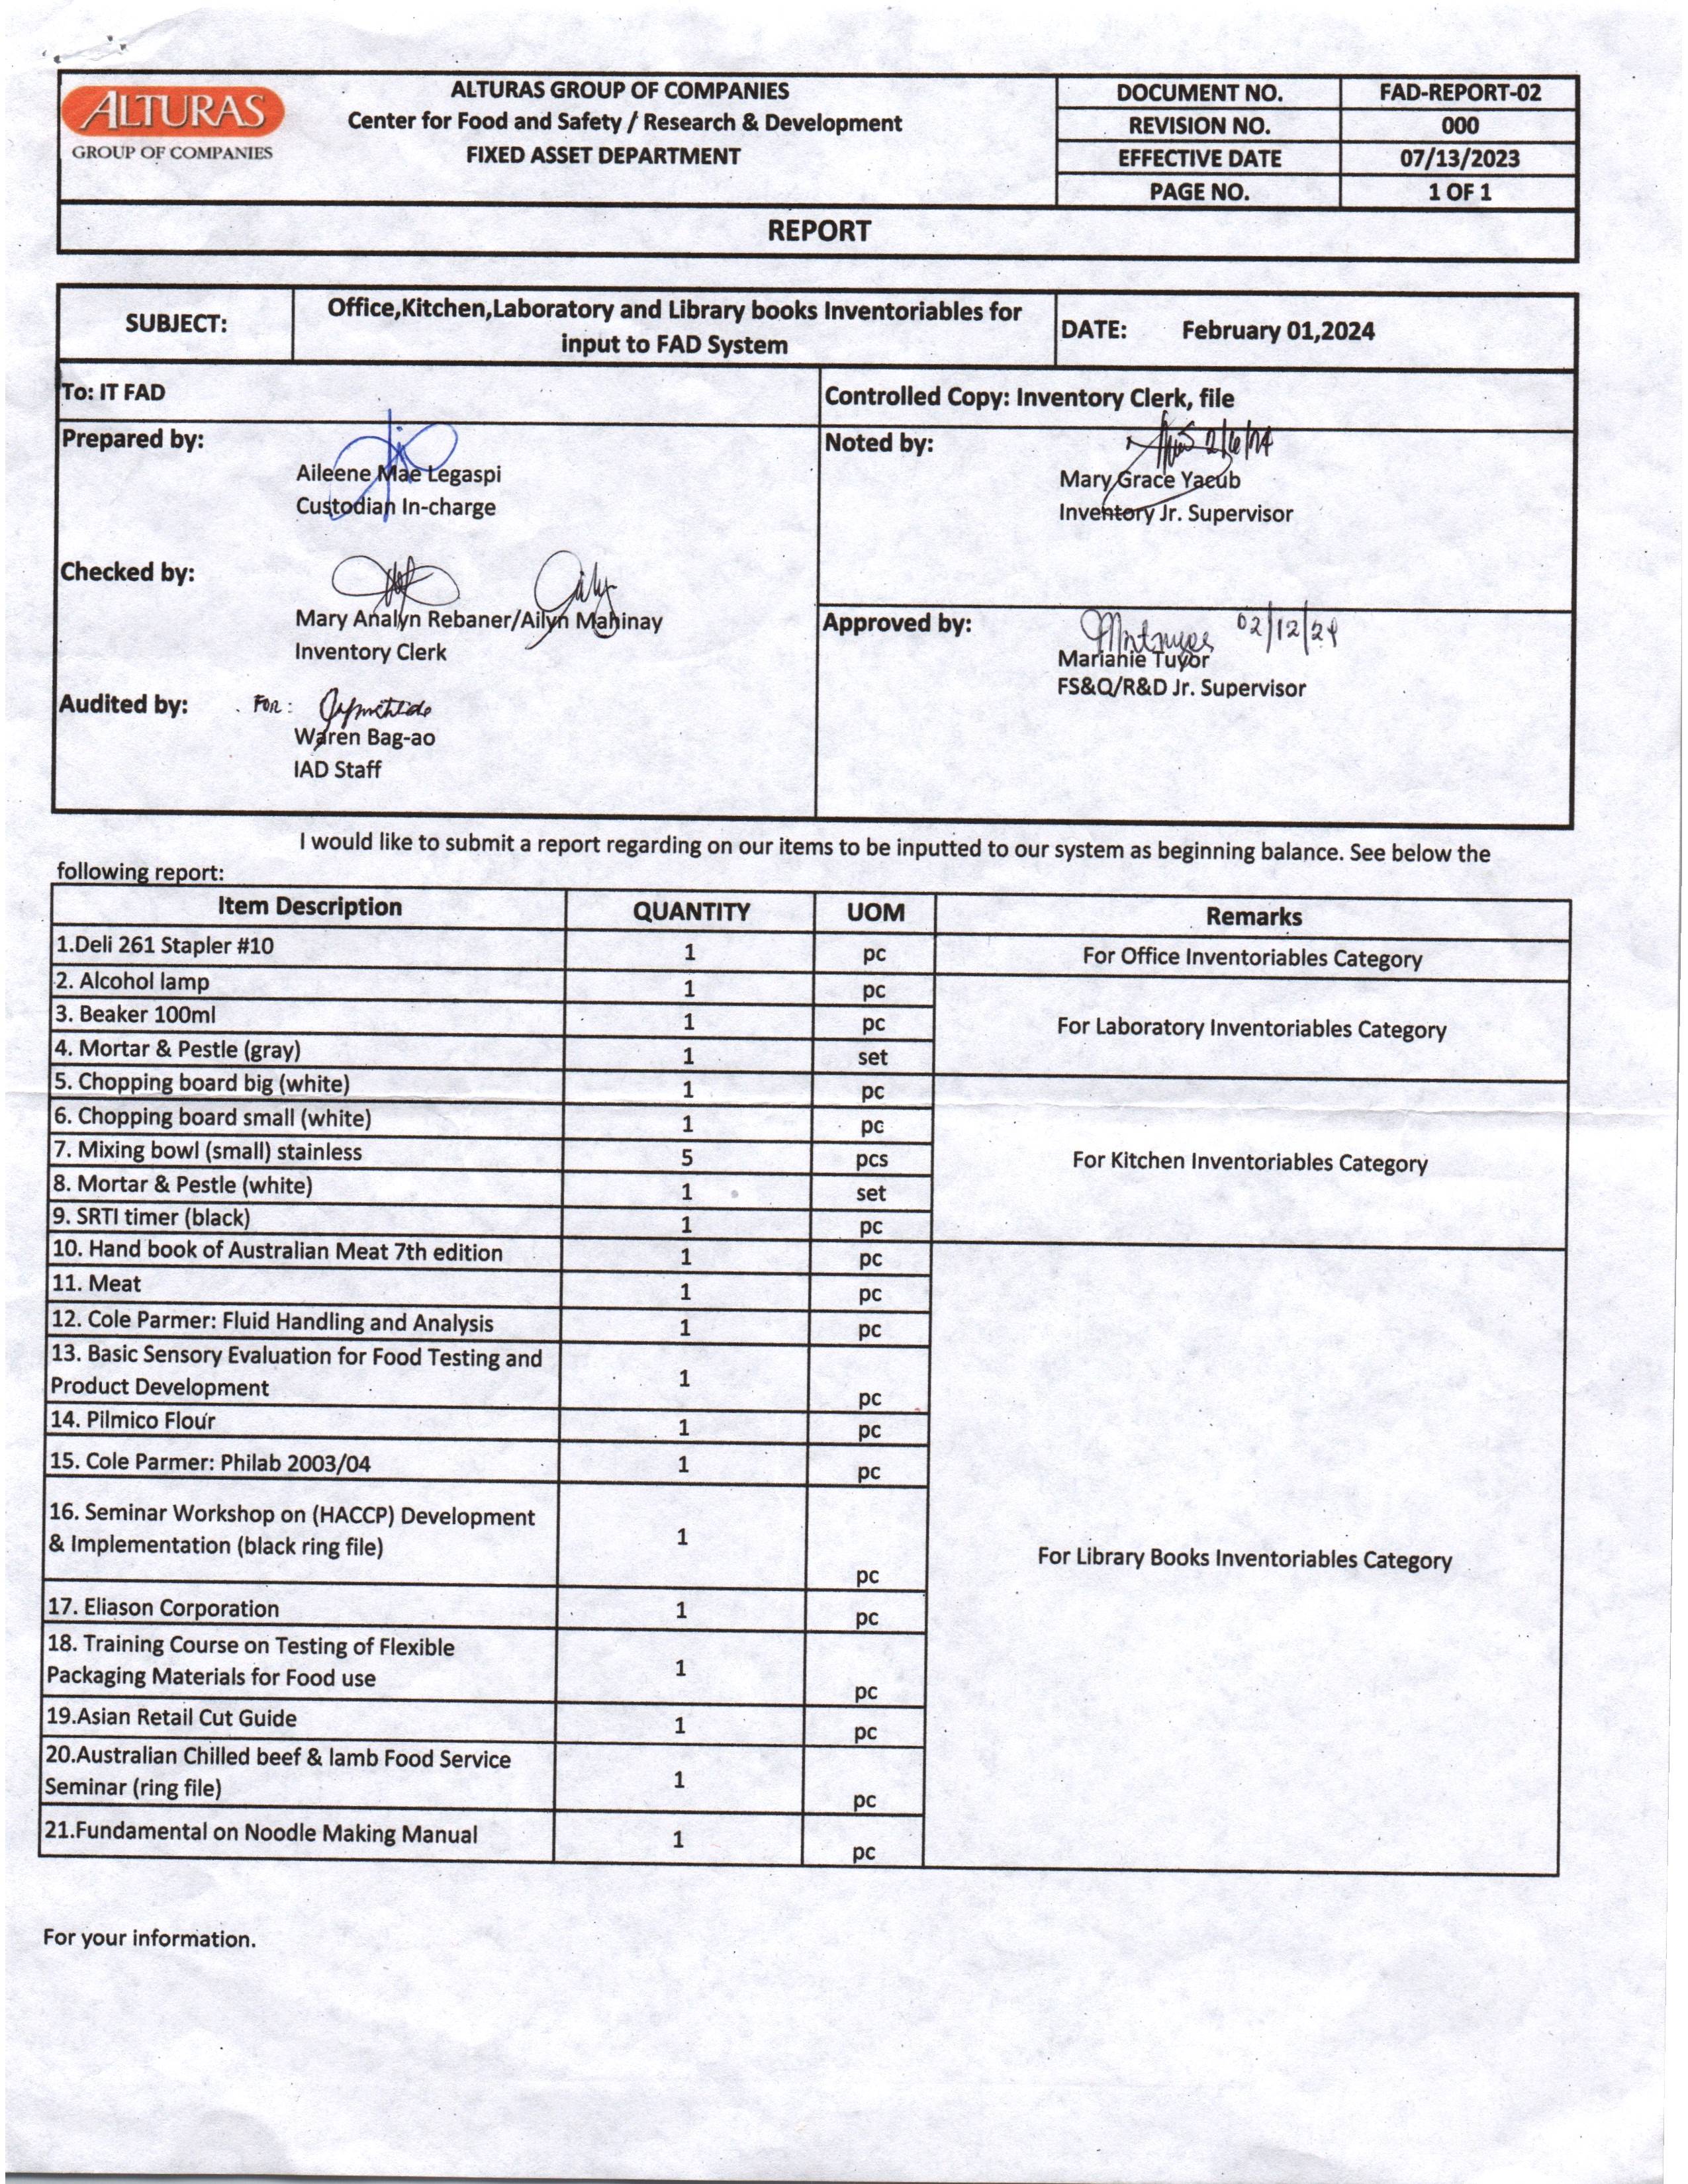 ALTURAS
GROUP OF COMPANIES
ALTURAS GROUP OF COMPANIES
Center for Food and Safety / Research & Development
FIXED ASSET DEPARTMENT
DOCUMENT NO. FAD-REPORT-02
REVISION NO. 000
EFFECTIVE DATE 07/13/2023
PAGE NO. 1 OF 1
REPORT
SUBJECT: Office,Kitchen,Laboratory and Library books Inventoriables for
input to FAD System
DATE: February 01,2024
To: IT FAD
Controlled Copy: Inventory Clerk, file
Prepared by:
Aileene Mae Legaspi
Custodian In-charge
Noted by:
2/6/24
Mary Grace Yacub
Inventory Jr. Supervisor
Checked by:
Mary Analyn Rebaner/Ailyn Mahinay
Inventory Clerk
Approved by:
02/12/24
Marianie Tuyor
FS&Q/R&D Jr. Supervisor
Audited by: FOR:
Waren Bag-ao
IAD Staff
I would like to submit a report regarding on our items to be inputted to our system as beginning balance. See below the
following report:
Item Description QUANTITY UOM Remarks
1.Deli 261 Stapler #10 1 pc For Office Inventoriables Category
2. Alcohol lamp 1 pc
3. Beaker 100ml 1 pc For Laboratory Inventoriables Category
4. Mortar & Pestle (gray) 1 set
5. Chopping board big (white) 1 pc
6. Chopping board small (white) 1 pc
7. Mixing bowl (small) stainless 5 pcs For Kitchen Inventoriables Category
8. Mortar & Pestle (white) 1 set
9. SRTI timer (black) 1 pc
10. Hand book of Australian Meat 7th edition 1 pc
11. Meat 1 pc
12. Cole Parmer: Fluid Handling and Analysis 1 pc
13. Basic Sensory Evaluation for Food Testing and
Product Development 1 pc
14. Pilmico Flour 1 pc
15. Cole Parmer: Philab 2003/04 1 pc
16. Seminar Workshop on (HACCP) Development
& Implementation (black ring file) 1 pc
For Library Books Inventoriables Category
17. Eliason Corporation 1 pc
18. Training Course on Testing of Flexible
Packaging Materials for Food use 1 pc
19.Asian Retail Cut Guide 1 pc
20.Australian Chilled beef & lamb Food Service
Seminar (ring file) 1 pc
21.Fundamental on Noodle Making Manual 1 pc
For your information.